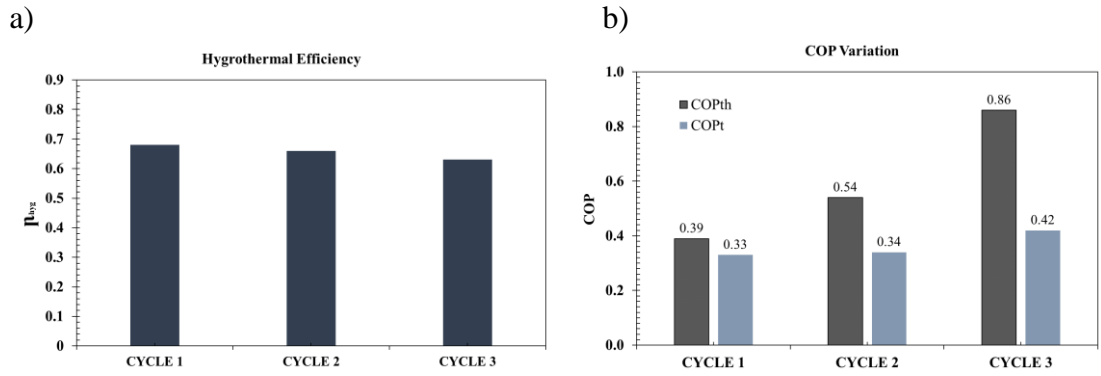 a)
Hygrothermal Efficiency
0.9
0.8
0.7
0.6
0.5
0.4
0.3
0.2
0.1
0
ηhyg
CYCLE 1 CYCLE 2 CYCLE 3
b)
COP Variation
1.0
0.8
0.6
0.4
0.2
0.0
COP
COPth
COPt
0.39 0.33 0.54 0.34 0.86 0.42
CYCLE 1 CYCLE 2 CYCLE 3